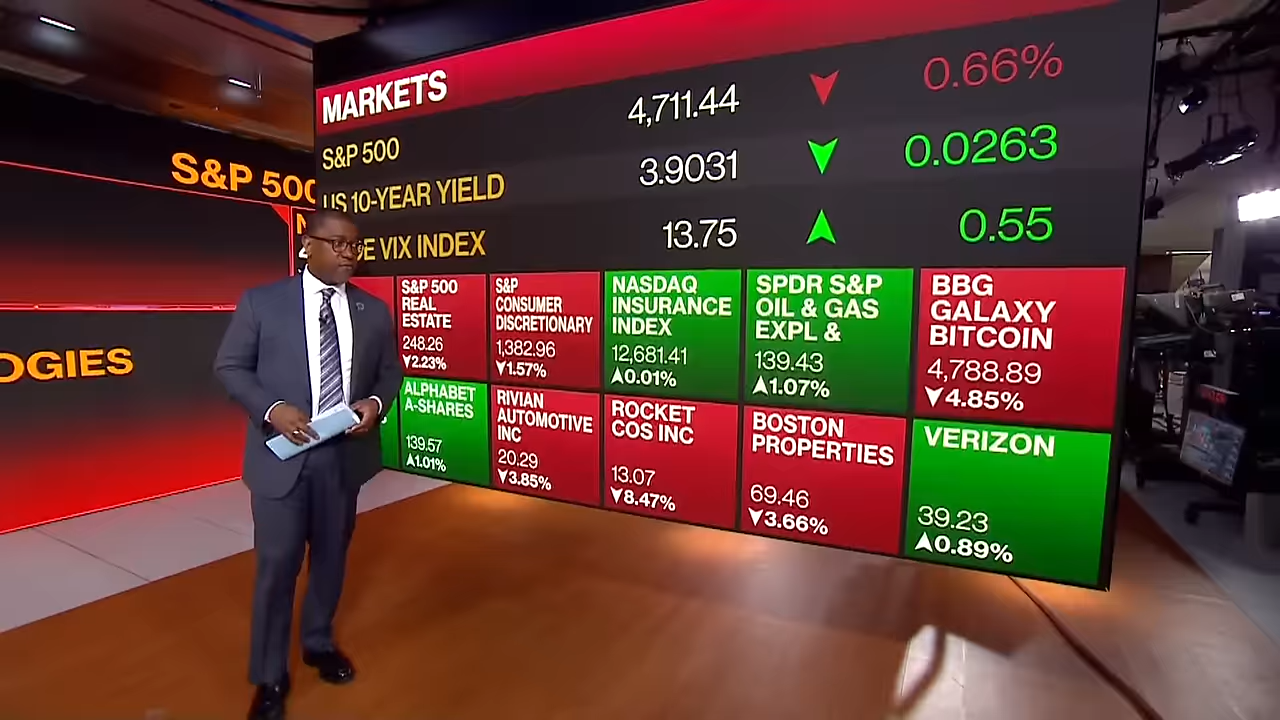 MARKETS
S&P 500
4,711.44
▼
0.66%
US 10-YEAR YIELD
3.9031
▼
0.0263
VIX INDEX
13.75
▲
0.55
S&P 500
OGIES
S&P 500
REAL
ESTATE
248.26
▼2.23%
S&P
CONSUMER
DISCRETIONARY
1,382.96
▼1.57%
NASDAQ
INSURANCE
INDEX
12,681.41
▲0.01%
SPDR S&P
OIL & GAS
EXPL &
139.43
▲1.07%
BBG
GALAXY
BITCOIN
4,788.89
▼4.85%
ALPHABET
A-SHARES
139.57
▲1.01%
RIVIAN
AUTOMOTIVE
INC
20.29
▼3.85%
ROCKET
COS INC
13.07
▼8.47%
BOSTON
PROPERTIES
69.46
▼3.66%
VERIZON
39.23
▲0.89%